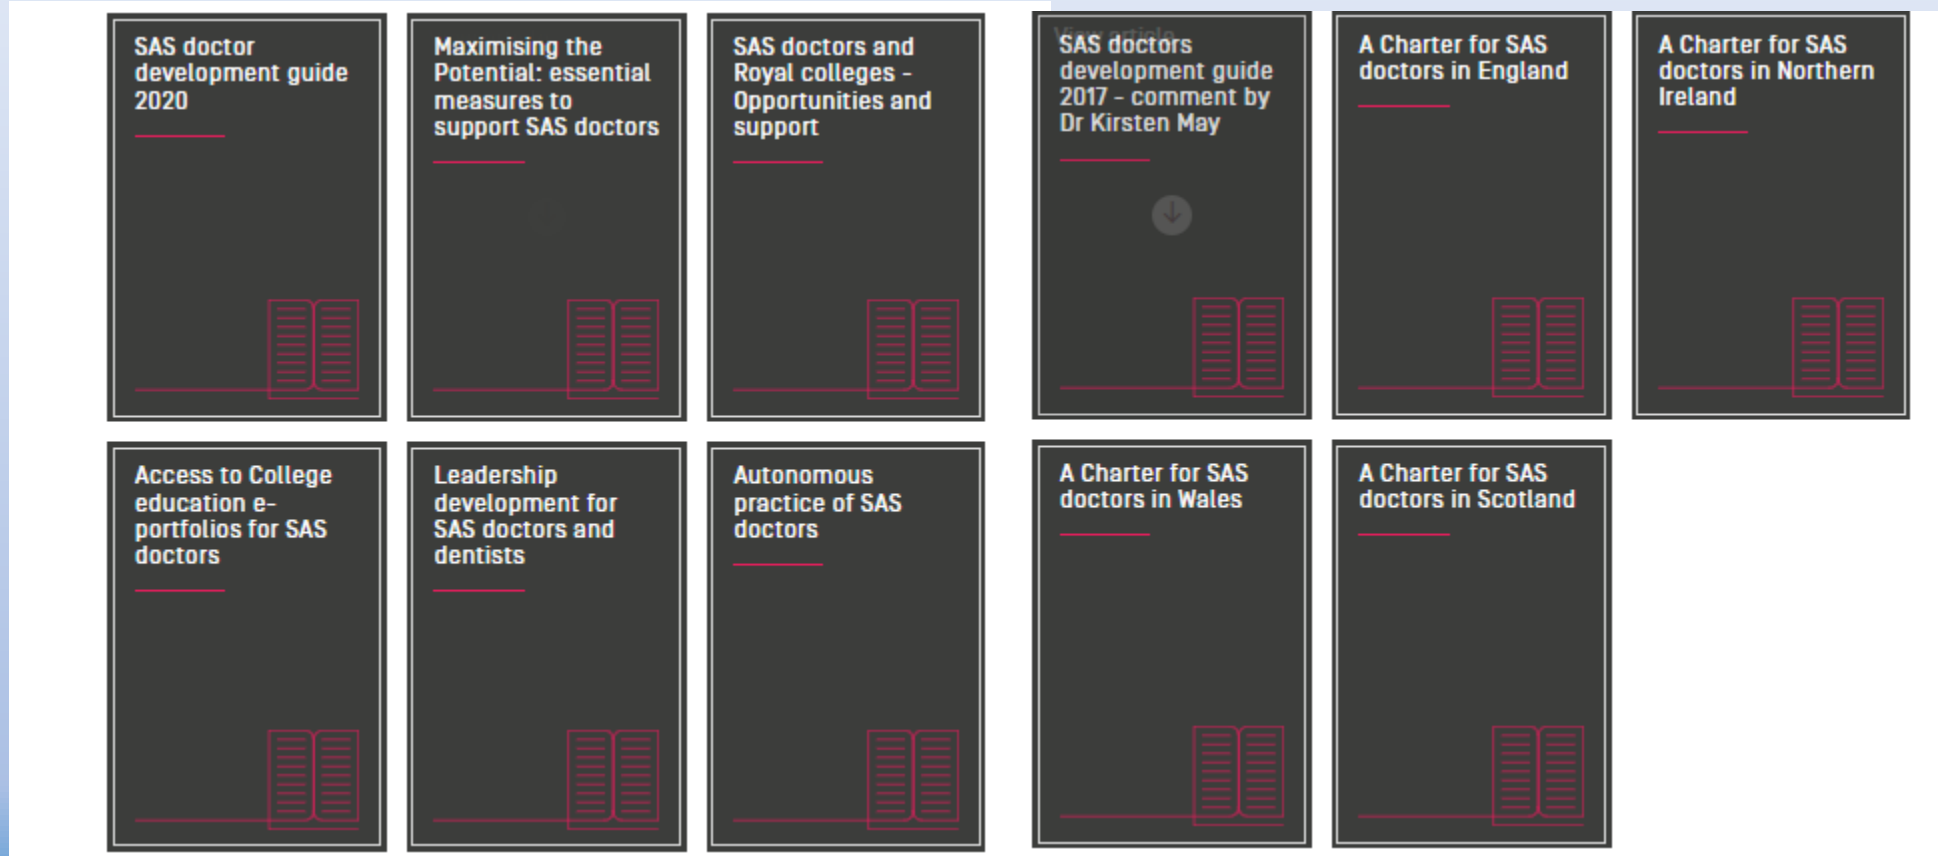 SAS doctor
development guide
2020
Maximising the
Potential: essential
measures to
support SAS doctors
SAS doctors and
Royal colleges -
Opportunities and
support
View article
SAS doctors
development guide
2017 - comment by
Dr Kirsten May
A Charter for SAS
doctors in England
A Charter for SAS
doctors in Northern
Ireland
Access to College
education e-
portfolios for SAS
doctors
Leadership
development for
SAS doctors and
dentists
Autonomous
practice of SAS
doctors
A Charter for SAS
doctors in Wales
A Charter for SAS
doctors in Scotland